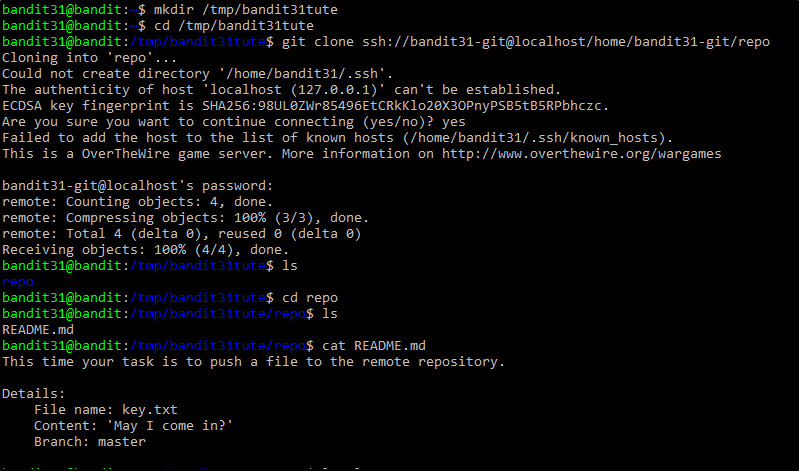 bandit31@bandit:~$ mkdir /tmp/bandit31tute
bandit31@bandit:~$ cd /tmp/bandit31tute
bandit31@bandit:/tmp/bandit31tute$ git clone ssh://bandit31-git@localhost/home/bandit31-git/repo
Cloning into 'repo'...
Could not create directory '/home/bandit31/.ssh'.
The authenticity of host 'localhost (127.0.0.1)' can't be established.
ECDSA key fingerprint is SHA256:98UL0ZWr85496EtCRkKlo20X3OPnyPSB5tB5RPbhczc.
Are you sure you want to continue connecting (yes/no)? yes
Failed to add the host to the list of known hosts (/home/bandit31/.ssh/known_hosts).
This is a OverTheWire game server. More information on http://www.overthewire.org/wargames
bandit31-git@localhost's password:
remote: Counting objects: 4, done.
remote: Compressing objects: 100% (3/3), done.
remote: Total 4 (delta 0), reused 0 (delta 0)
Receiving objects: 100% (4/4), done.
bandit31@bandit:/tmp/bandit31tute$ ls
repo
bandit31@bandit:/tmp/bandit31tute$ cd repo
bandit31@bandit:/tmp/bandit31tute/repo$ ls
README.md
bandit31@bandit:/tmp/bandit31tute/repo$ cat README.md
This time your task is to push a file to the remote repository.
Details:
File name: key.txt
Content: 'May I come in?'
Branch: master